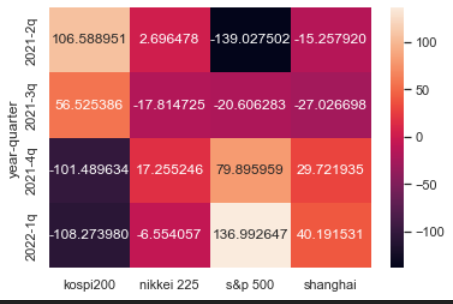 106.588951 2.696478 -139.027502 -15.257920
56.525386 -17.814725 -20.606283 -27.026698
-101.489634 17.255246 79.895959 29.721935
-108.273980 -6.554057 136.992647 40.191531
year-quarter
2021-2q
2021-3q
2021-4q
2022-1q
kospi200 nikkei 225 s&p 500 shanghai
100
50
0
−50
−100